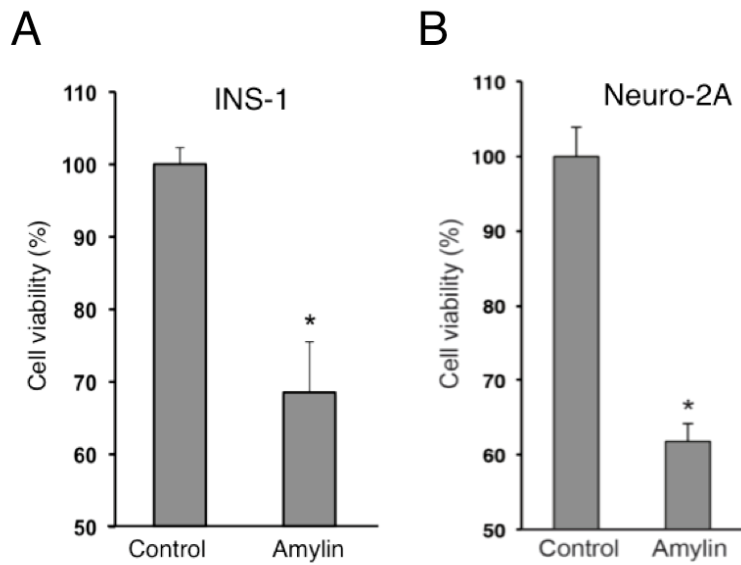 A
INS-1
Cell viability (%)
110
100
90
80
70
60
50
*
Control
Amylin
B
Neuro-2A
Cell viability (%)
110
100
90
80
70
60
50
*
Control
Amylin